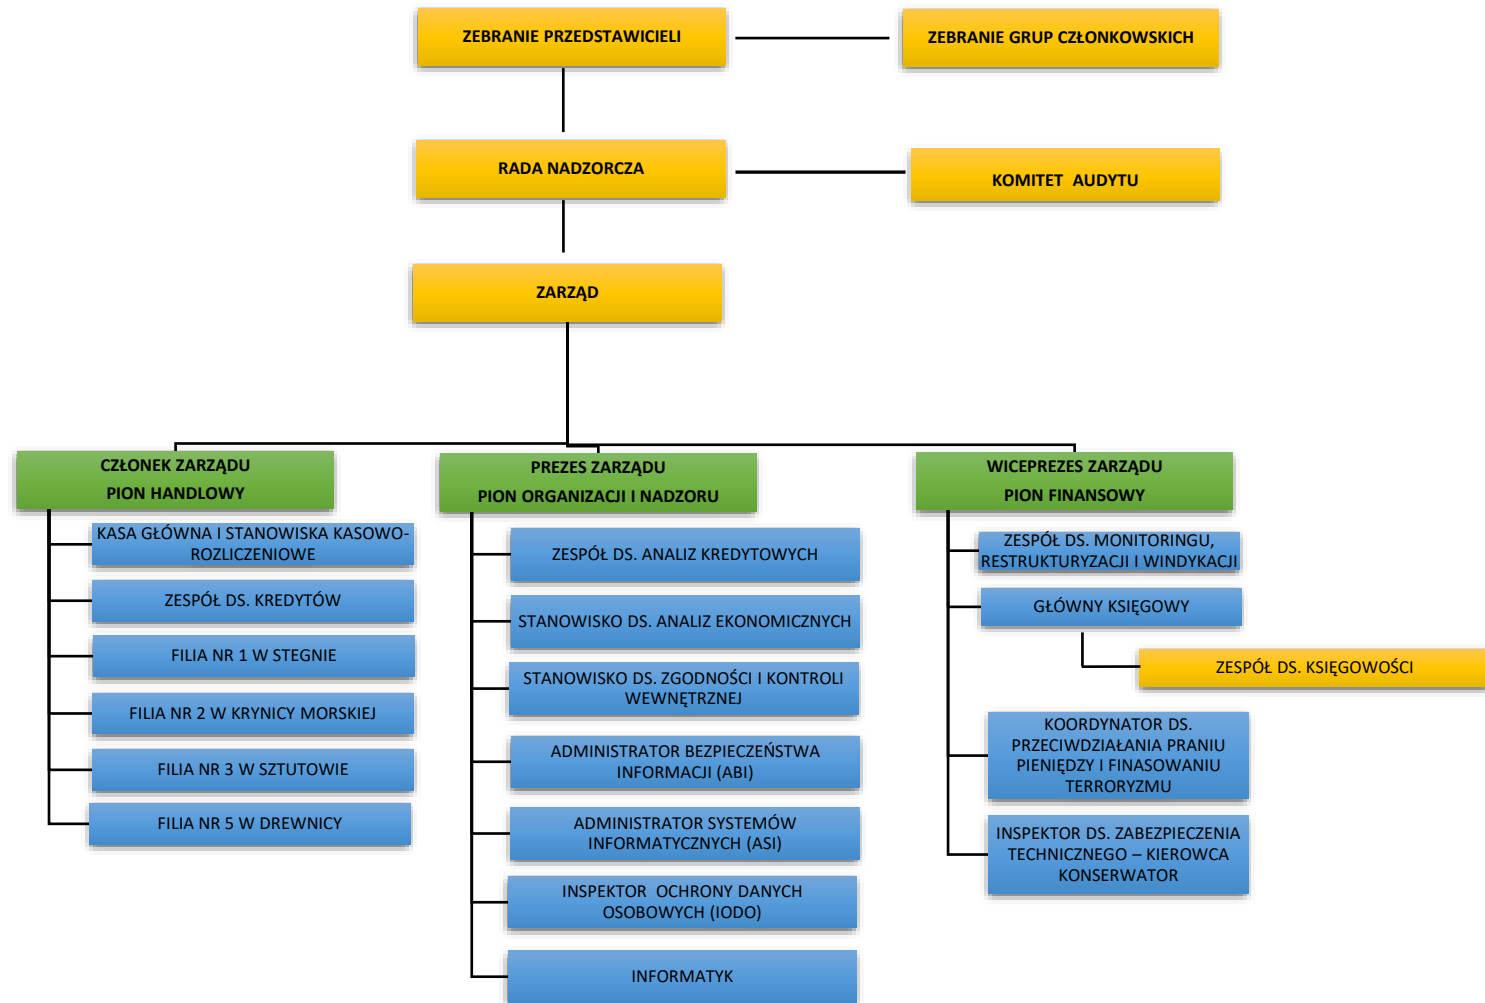 ZEBRANIE PRZEDSTAWICIELI
ZEBRANIE GRUP CZŁONKOWSKICH
RADA NADZORCZA
KOMITET AUDYTU
ZARZĄD
CZŁONEK ZARZĄDU
PION HANDLOWY
KASA GŁÓWNA I STANOWISKA KASOWO-
ROZLICZENIOWE
ZESPÓŁ DS. KREDYTÓW
FILIA NR 1 W STEGNIE
FILIA NR 2 W KRYNICY MORSKIEJ
FILIA NR 3 W SZTUTOWIE
FILIA NR 5 W DREWNICY
PREZES ZARZĄDU
PION ORGANIZACJI I NADZORU
ZESPÓŁ DS. ANALIZ KREDYTOWYCH
STANOWISKO DS. ANALIZ EKONOMICZNYCH
STANOWISKO DS. ZGODNOŚCI I KONTROLI
WEWNĘTRZNEJ
ADMINISTRATOR BEZPIECZEŃSTWA
INFORMACJI (ABI)
ADMINISTRATOR SYSTEMÓW
INFORMATYCZNYCH (ASI)
INSPEKTOR OCHRONY DANYCH
OSOBOWYCH (IODO)
INFORMATYK
WICEPREZES ZARZĄDU
PION FINANSOWY
ZESPÓŁ DS. MONITORINGU,
RESTRUKTURYZACJI I WINDYKACJI
GŁÓWNY KSIĘGOWY
ZESPÓŁ DS. KSIĘGOWOŚCI
KOORDYNATOR DS.
PRZECIWDZIAŁANIA PRANIU
PIENIĘDZY I FINASOWANIU
TERRORYZMU
INSPEKTOR DS. ZABEZPIECZENIA
TECHNICZNEGO – KIEROWCA
KONSERWATOR